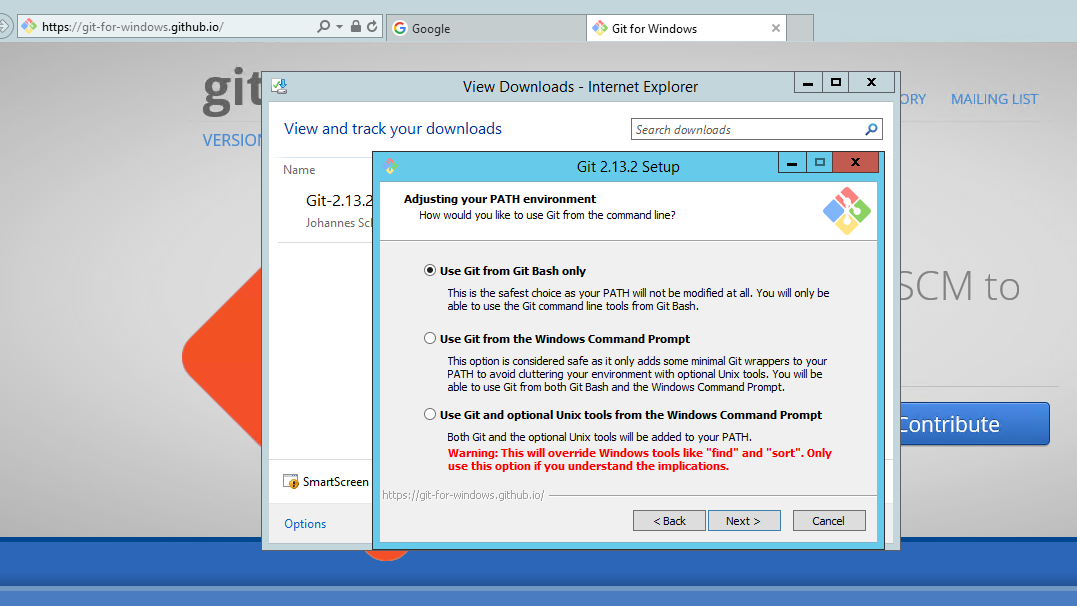 https://git-for-windows.github.io/
Google
Git for Windows
git
VERSION
ORY
MAILING LIST
View Downloads - Internet Explorer
View and track your downloads
Search downloads
Name
Git-2.13.2
Johannes Sc
SmartScreen
Options
Git 2.13.2 Setup
Adjusting your PATH environment
How would you like to use Git from the command line?
Use Git from Git Bash only
This is the safest choice as your PATH will not be modified at all. You will only be
able to use the Git command line tools from Git Bash.
Use Git from the Windows Command Prompt
This option is considered safe as it only adds some minimal Git wrappers to your
PATH to avoid cluttering your environment with optional Unix tools. You will be
able to use Git from both Git Bash and the Windows Command Prompt.
Use Git and optional Unix tools from the Windows Command Prompt
Both Git and the optional Unix tools will be added to your PATH.
Warning: This will override Windows tools like "find" and "sort". Only
use this option if you understand the implications.
https://git-for-windows.github.io/
< Back
Next >
Cancel
SCM to
Contribute